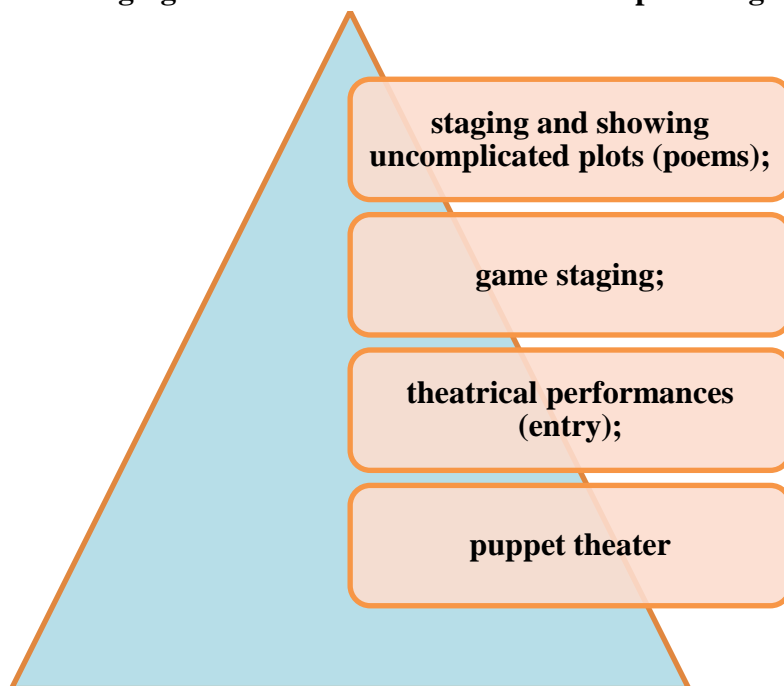 staging and showing
uncomplicated plots (poems);
game staging;
theatrical performances
(entry);
puppet theater